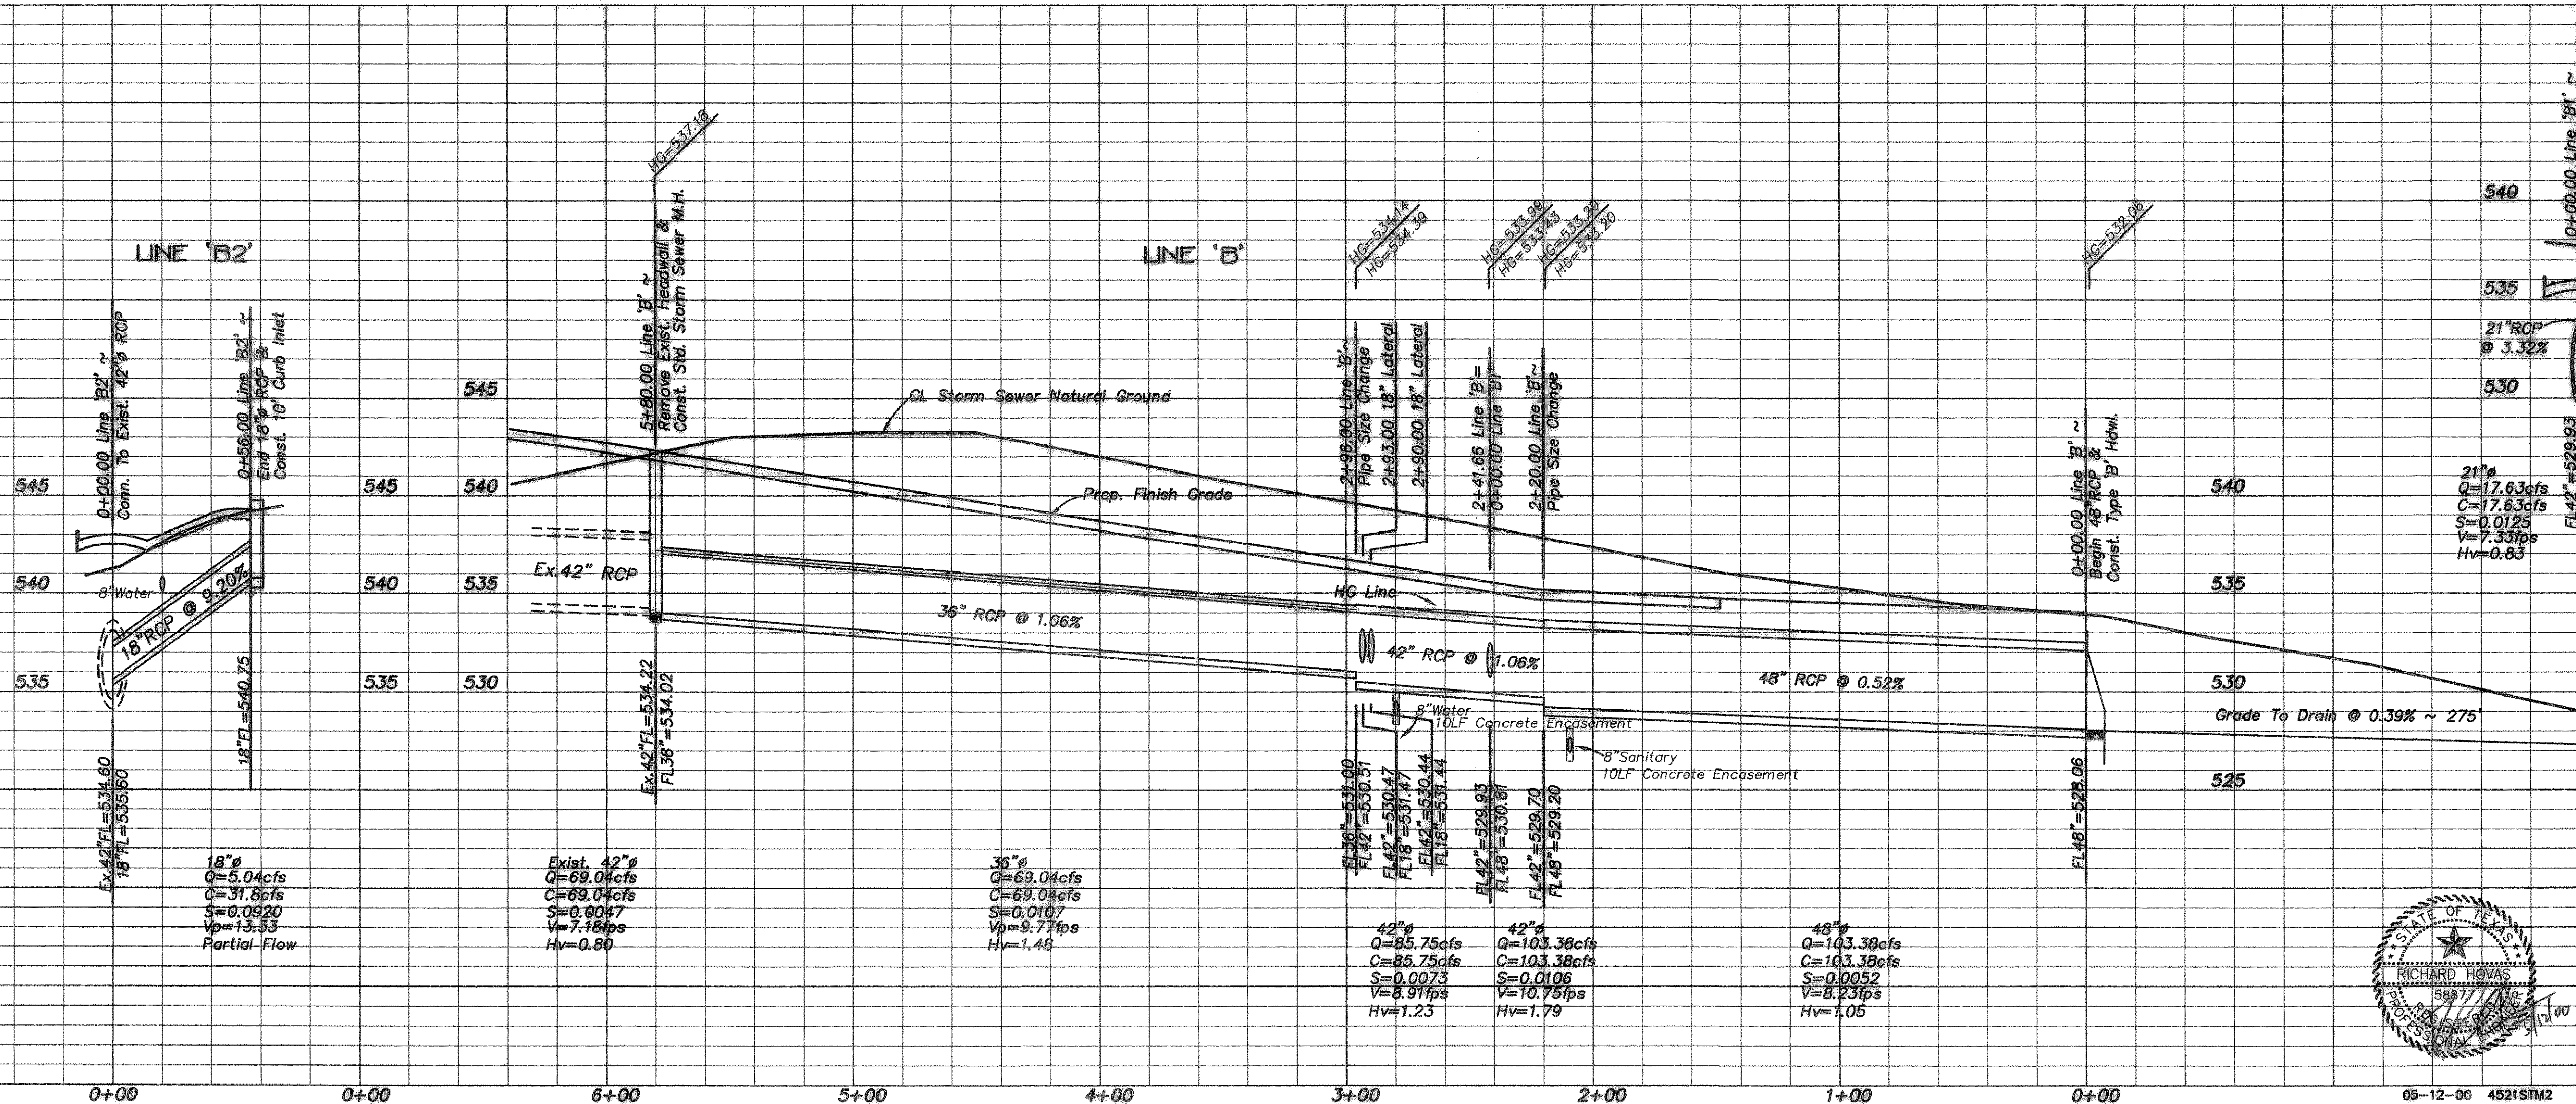 LINE 'B2'
0+00.00 Line 'B2' ~
Conn. To Exist. 42"ø RCP
0+56.00 Line 'B2' ~
End 18"ø RCP &
Const. 10' Curb Inlet
545
540
535
545
540
535
8"Water
18"RCP @ 9.20%
18"FL=540.75
Ex.42"FL=534.60
18"FL=535.60
18"ø
Q=5.04cfs
C=31.8cfs
S=0.0920
Vp=13.33
Partial Flow
LINE 'B'
545
540
535
530
HG=537.18
5+80.00 Line 'B' ~
Remove Exist. Headwall &
Const. Std. Storm Sewer M.H.
CL Storm Sewer Natural Ground
Prop. Finish Grade
Ex.42" RCP
36" RCP @ 1.06%
HG Line
Ex.42"FL=534.22
FL36"=534.02
Exist. 42"ø
Q=69.04cfs
C=69.04cfs
S=0.0047
V=7.18fps
Hv=0.80
36"ø
Q=69.04cfs
C=69.04cfs
S=0.0107
Vp=9.77fps
Hv=1.48
HG=534.14
HG=534.39
2+96.00 Line 'B'~
Pipe Size Change
2+93.00 18" Lateral
2+90.00 18" Lateral
HG=533.99
HG=533.43
2+41.66 Line 'B'=
0+00.00 Line 'B1'
HG=533.20
HG=533.20
2+20.00 Line 'B'~
Pipe Size Change
42" RCP @ 1.06%
8"Water
10LF Concrete Encasement
8"Sanitary
10LF Concrete Encasement
FL36"=531.00
FL42"=530.51
FL42"=530.47
FL18"=531.47
FL42"=530.44
FL18"=531.44
FL42"=529.93
FL48"=530.81
FL42"=529.70
FL48"=529.20
42"ø
Q=85.75cfs
C=85.75cfs
S=0.0073
V=8.91fps
Hv=1.23
42"ø
Q=103.38cfs
C=103.38cfs
S=0.0106
V=10.75fps
Hv=1.79
48" RCP @ 0.52%
48"ø
Q=103.38cfs
C=103.38cfs
S=0.0052
V=8.23fps
Hv=1.05
HG=532.06
0+00.00 Line 'B' ~
Begin 48"RCP &
Const. Type 'B' Hdwl.
FL48"=528.06
540
535
530
525
Grade To Drain @ 0.39% ~ 275'
540
535
530
0+00.00 Line 'B1' ~
21"RCP
@ 3.32%
FL42"=529.93
21"ø
Q=17.63cfs
C=17.63cfs
S=0.0125
V=7.33fps
Hv=0.83
STATE OF TEXAS
RICHARD HOVAS
58877
REGISTERED
PROFESSIONAL ENGINEER
5/12/00
0+00
0+00
6+00
5+00
4+00
3+00
2+00
1+00
0+00
05-12-00 4521STM2